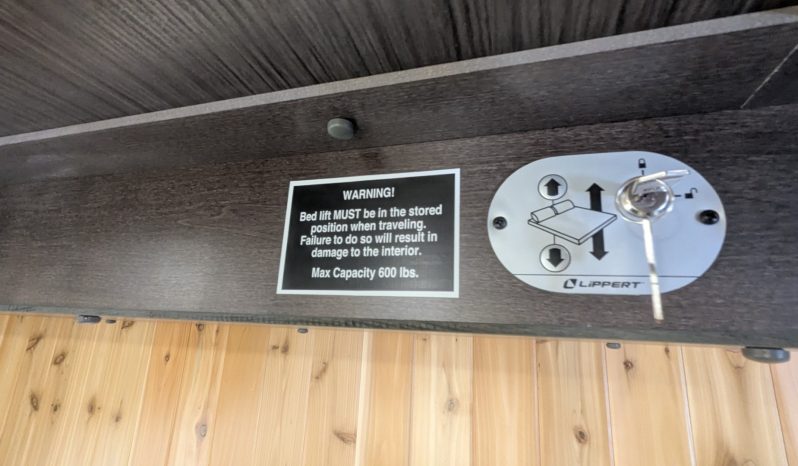 WARNING!
Bed lift MUST be in the stored
position when traveling.
Failure to do so will result in
damage to the interior.
Max Capacity 600 lbs.
LIPPERT